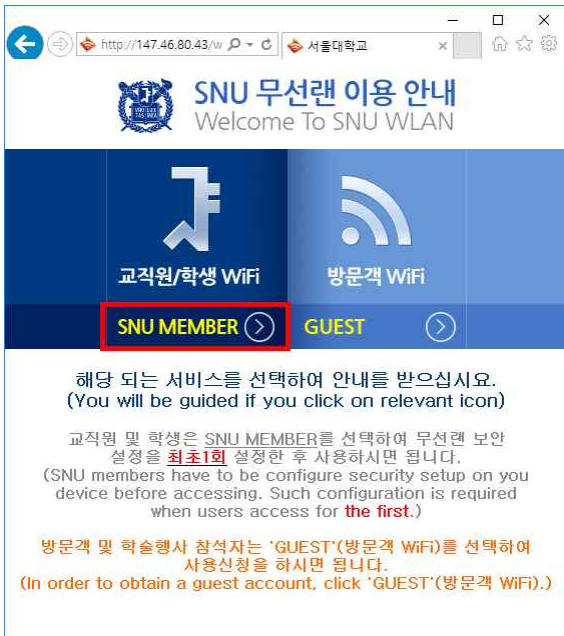 http://147.46.80.43/w
서울대학교
SNU 무선랜 이용 안내
Welcome To SNU WLAN
교직원/학생 WiFi
방문객 WiFi
SNU MEMBER
GUEST
해당 되는 서비스를 선택하여 안내를 받으십시요.
(You will be guided if you click on relevant icon)
교직원 및 학생은 SNU MEMBER를 선택하여 무선랜 보안
설정을 최초1회 설정한 후 사용하시면 됩니다.
(SNU members have to be configure security setup on you
device before accessing. Such configuration is required
when users access for the first.)
방문객 및 학술행사 참석자는 'GUEST'(방문객 WiFi)를 선택하여
사용신청을 하시면 됩니다.
(In order to obtain a guest account, click 'GUEST'(방문객 WiFi).)